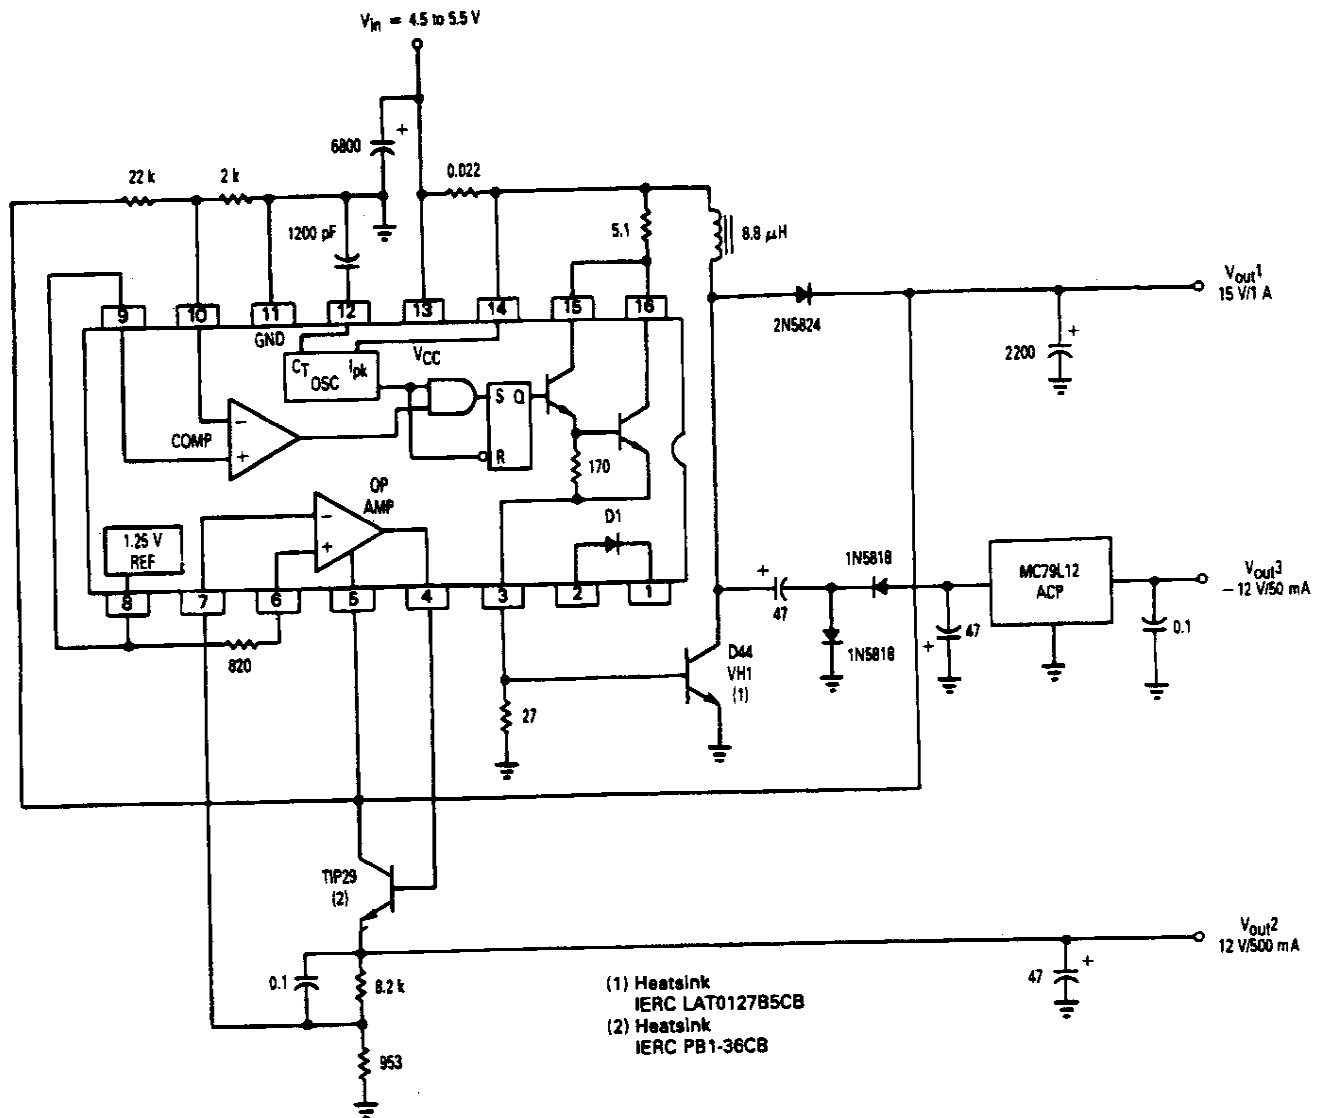 Vin = 4.5 to 5.5 V
6800
+
22 k
2 k
0.022
1200 pF
5.1
8.8 μH
Vout1
15 V/1 A
9
10
11
12
13
14
15
16
2N5824
+
2200
GND
VCC
CT
Ipk
OSC
COMP
−
+
S
Q
R
170
OP
AMP
−
+
D1
1.25 V
REF
8
7
6
5
4
3
2
1
820
+
47
1N5818
1N5818
47
+
MC79L12
ACP
Vout3
−12 V/50 mA
0.1
27
D44
VH1
(1)
TIP29
(2)
Vout2
12 V/500 mA
0.1
8.2 k
47
+
953
(1) Heatsink
IERC LAT0127B5CB
(2) Heatsink
IERC PB1-36CB